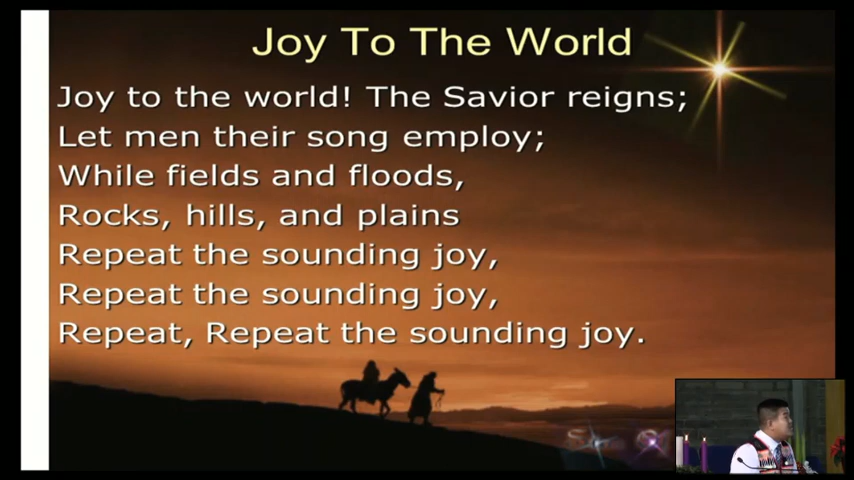 Joy To The World
Joy to the world! The Savior reigns;
Let men their song employ;
While fields and floods,
Rocks, hills, and plains
Repeat the sounding joy,
Repeat the sounding joy,
Repeat, Repeat the sounding joy.